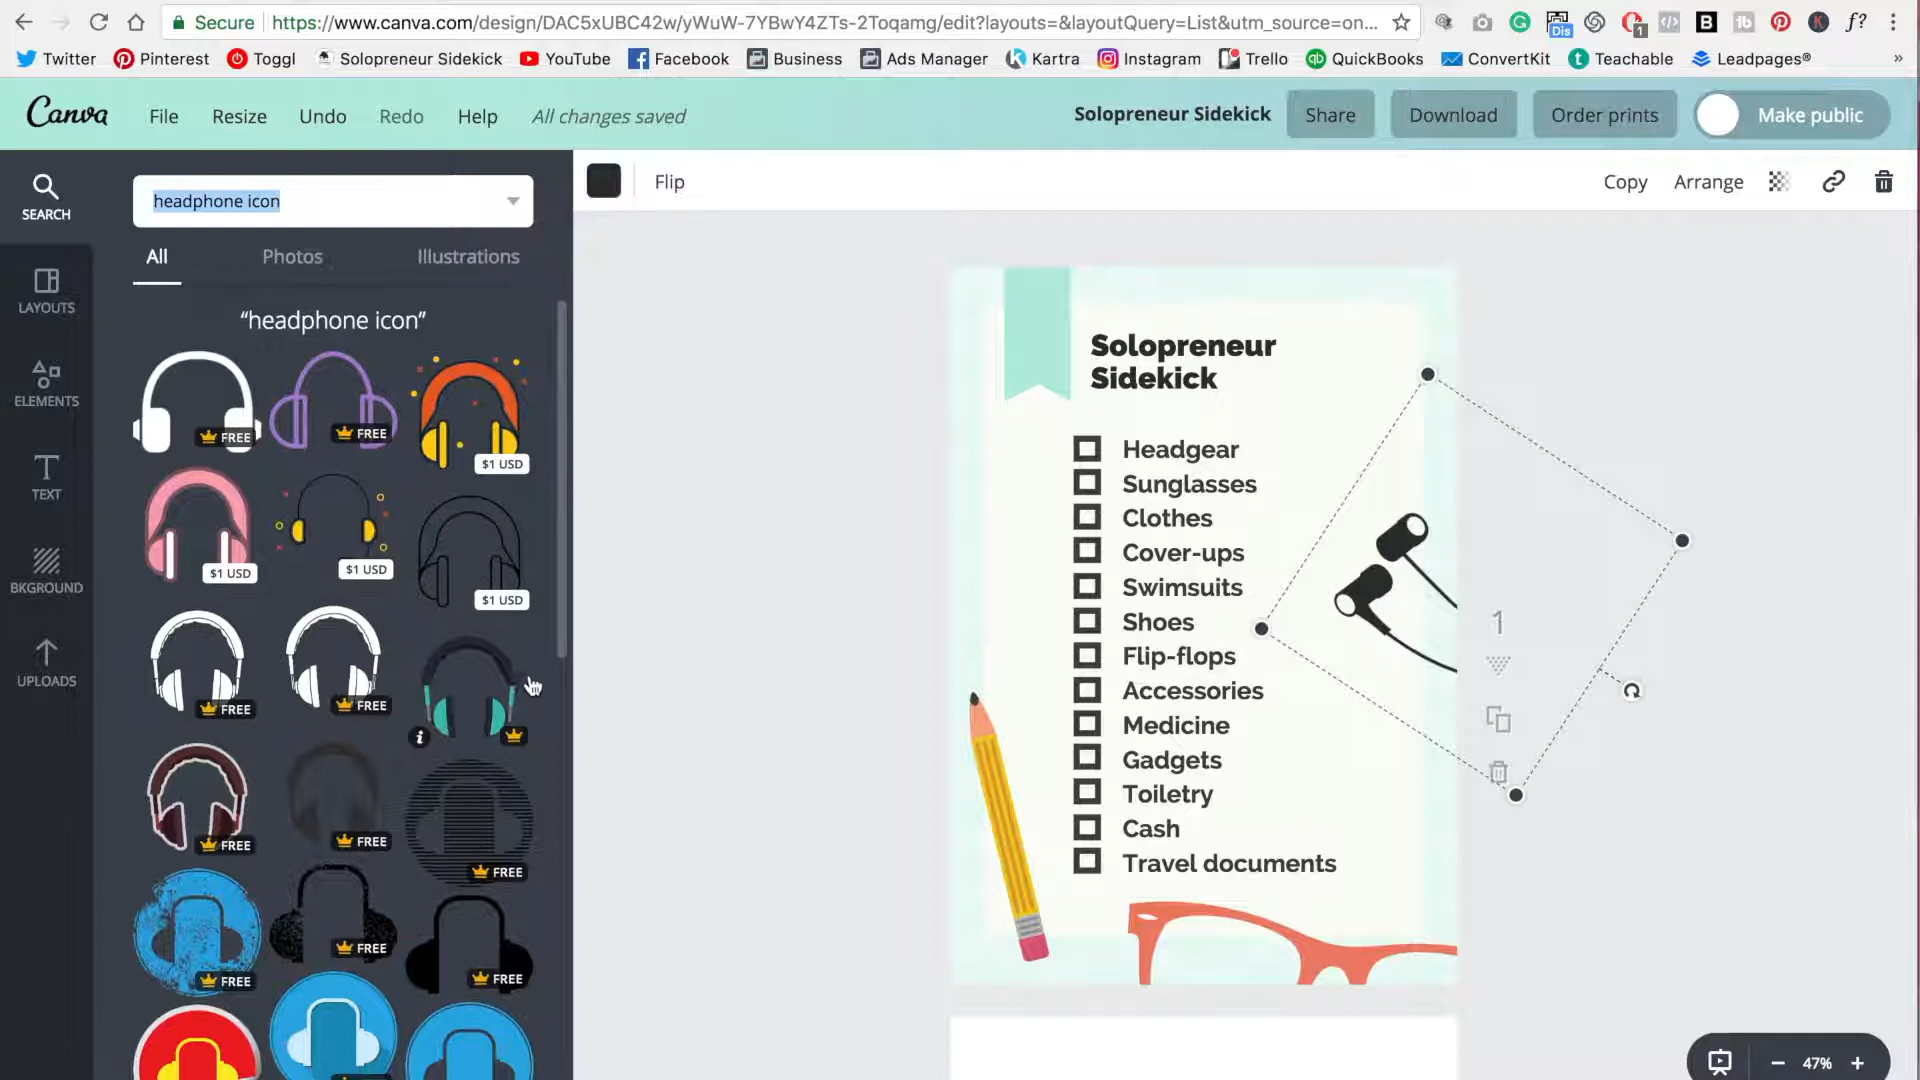 Secure https://www.canva.com/design/DAC5xUBC42w/yWuW-7YBwY4ZTs-2Toqamg/edit?layouts=&layoutQuery=List&utm_source=on...
Dis
1
B
f?
Twitter Pinterest Toggl Solopreneur Sidekick YouTube Facebook Business Ads Manager Kartra Instagram Trello QuickBooks ConvertKit Teachable Leadpages® »
Canva File Resize Undo Redo Help All changes saved Solopreneur Sidekick Share Download Order prints Make public
SEARCH
LAYOUTS
ELEMENTS
TEXT
BKGROUND
UPLOADS
headphone icon
All Photos Illustrations
“headphone icon”
FREE FREE $1 USD
$1 USD $1 USD $1 USD
FREE FREE
FREE FREE FREE
FREE FREE FREE
Flip Copy Arrange
Solopreneur
Sidekick
Headgear
Sunglasses
Clothes
Cover-ups
Swimsuits
Shoes
Flip-flops
Accessories
Medicine
Gadgets
Toiletry
Cash
Travel documents
1
47%